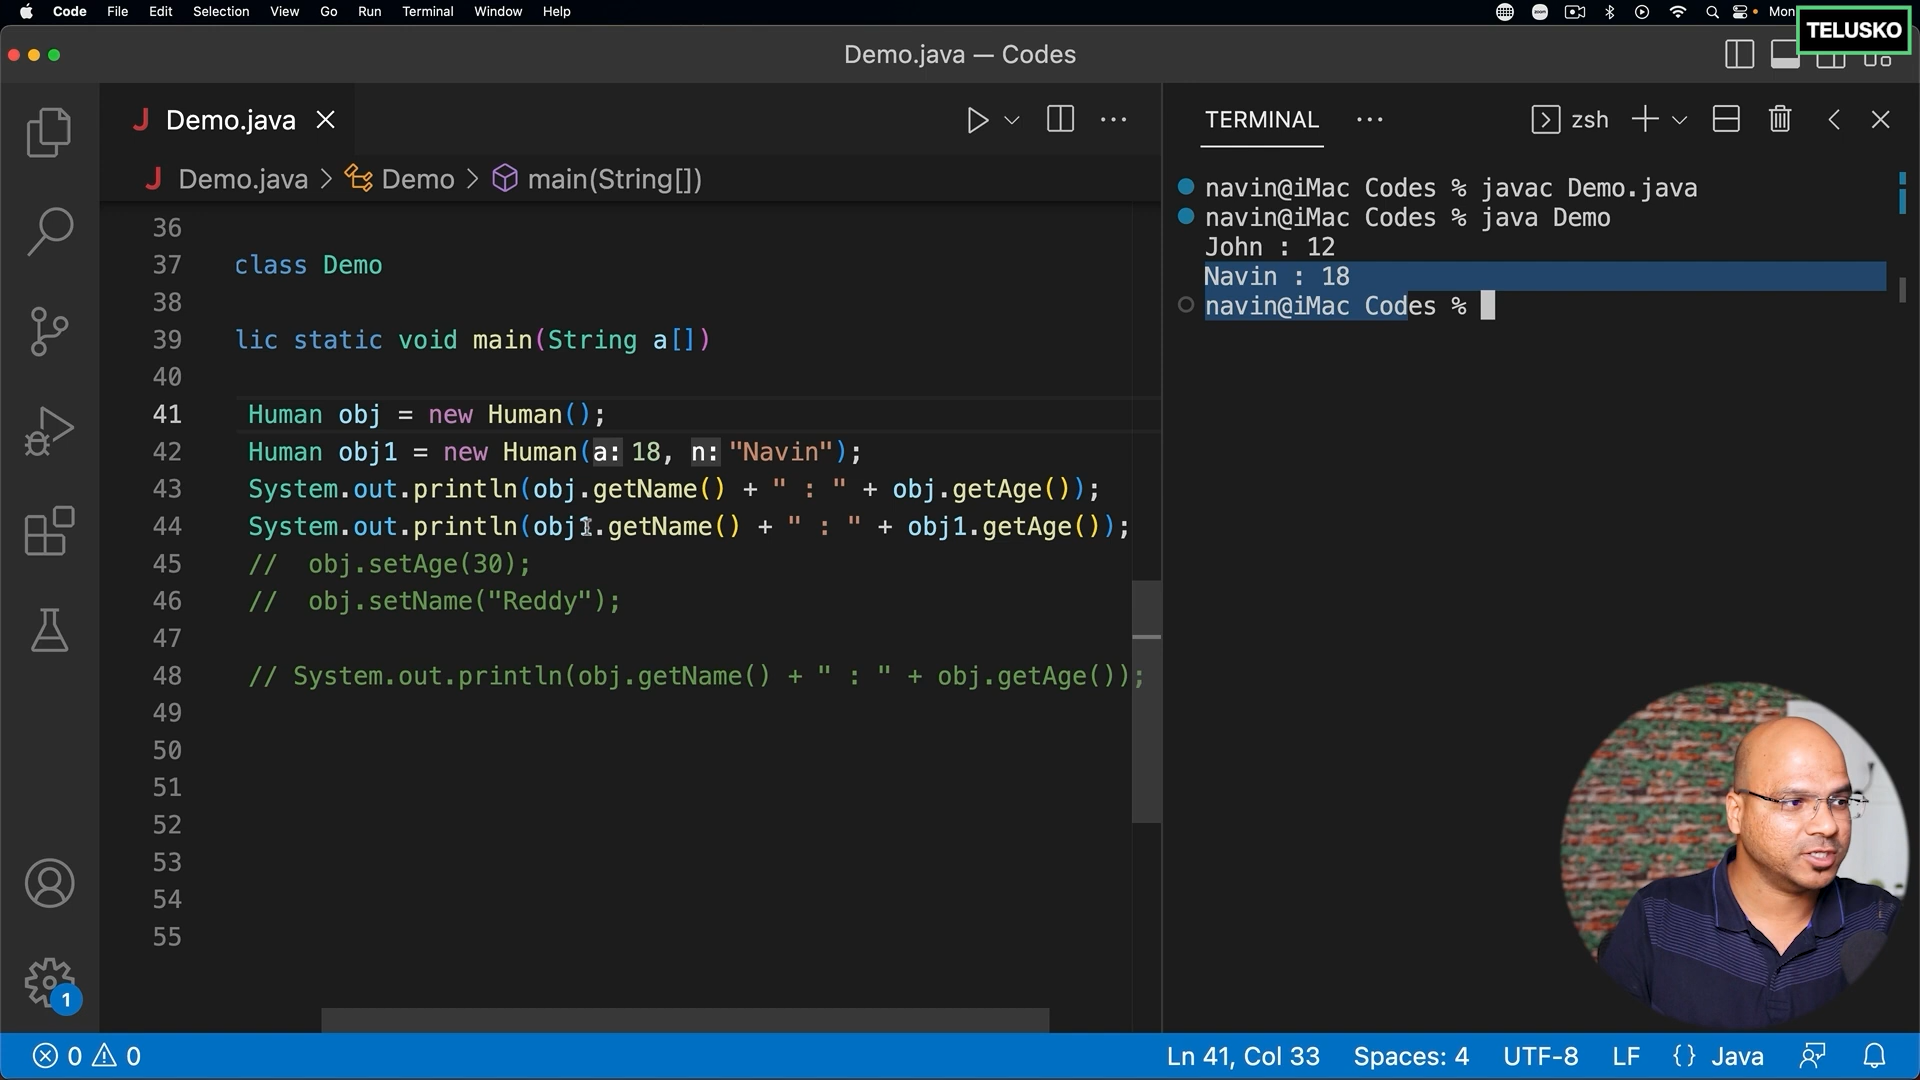 Code File Edit Selection View Go Run Terminal Window Help
zoom
Mon
TELUSKO
Demo.java — Codes
J Demo.java
J Demo.java > Demo > main(String[])
36
37 class Demo
38
39 lic static void main(String a[])
40
41 Human obj = new Human();
42 Human obj1 = new Human(a: 18, n: "Navin");
43 System.out.println(obj.getName() + " : " + obj.getAge());
44 System.out.println(obj1.getName() + " : " + obj1.getAge());
45 //  obj.setAge(30);
46 //  obj.setName("Reddy");
47
48 // System.out.println(obj.getName() + " : " + obj.getAge());
49
50
51
52
53
54
55
TERMINAL
zsh
navin@iMac Codes % javac Demo.java
navin@iMac Codes % java Demo
John : 12
Navin : 18
navin@iMac Codes %
1
0 0
Ln 41, Col 33 Spaces: 4 UTF-8 LF {} Java